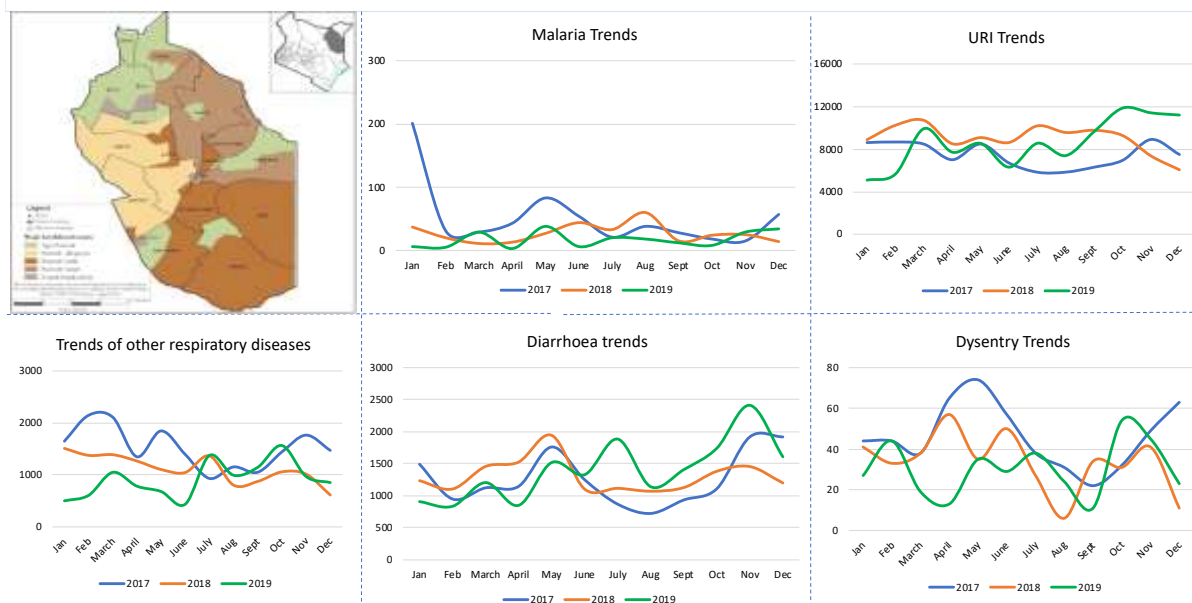 Malaria Trends
300
200
100
0
Jan Feb March April May June July Aug Sept Oct Nov Dec
2017 2018 2019
URI Trends
16000
12000
8000
4000
0
Jan Feb March April May June July Aug Sept Oct Nov Dec
2017 2018 2019
Legend
Trends of other respiratory diseases
3000
2000
1000
0
Jan Feb March April May June July Aug Sept Oct Nov Dec
2017 2018 2019
Diarrhoea trends
3000
2500
2000
1500
1000
500
0
Jan Feb March April May June July Aug Sept Oct Nov Dec
2017 2018 2019
Dysentry Trends
80
60
40
20
0
Jan Feb March April May June July Aug Sept Oct Nov Dec
2017 2018 2019